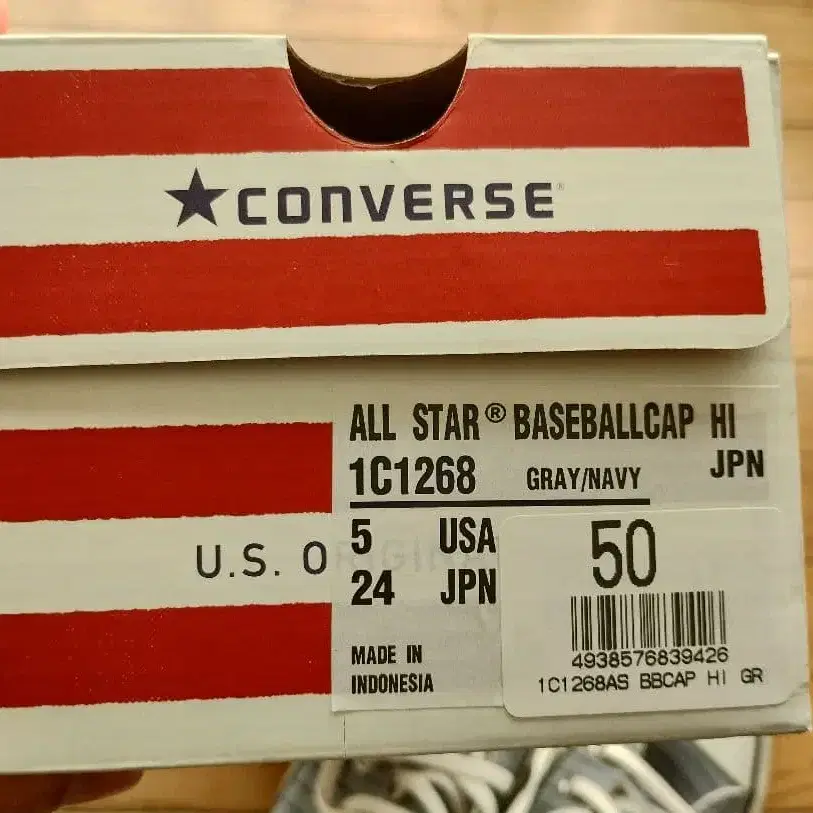 CONVERSE
ALL STAR® BASEBALLCAP HI
1C1268 GRAY/NAVY JPN
U.S. ORIGINA
5 USA
24 JPN
50
4938576839426
1C1268AS BBCAP HI GR
MADE IN
INDONESIA